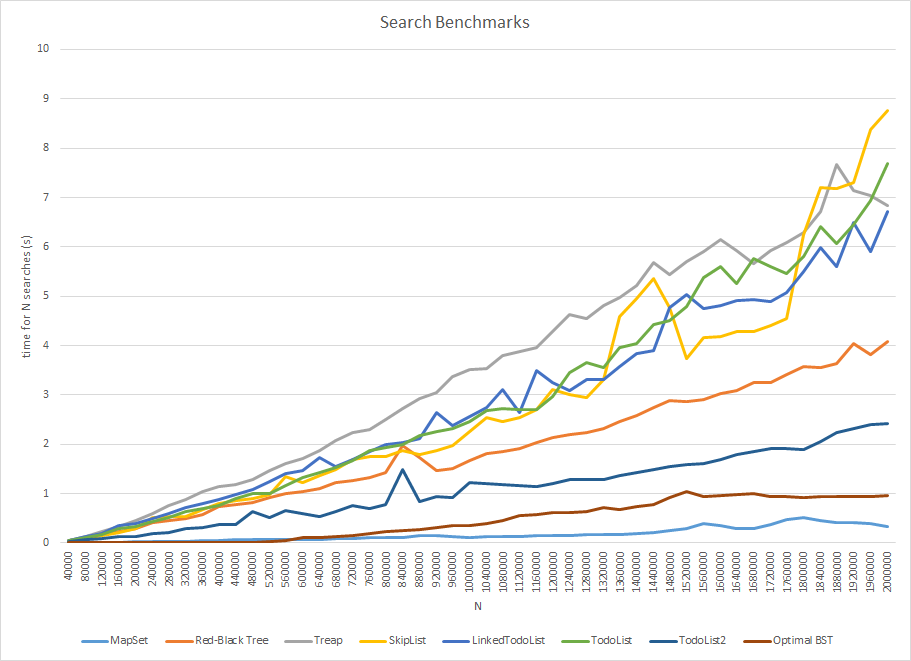 Search Benchmarks
10
9
8
7
6
5
4
3
2
1
0
time for N searches (s)
40000 80000 120000 160000 200000 240000 280000 320000 360000 400000 440000 480000 520000 560000 600000 640000 680000 720000 760000 800000 840000 880000 920000 960000 1000000 1040000 1080000 1120000 1160000 1200000 1240000 1280000 1320000 1360000 1400000 1440000 1480000 1520000 1560000 1600000 1640000 1680000 1720000 1760000 1800000 1840000 1880000 1920000 1960000 2000000
N
MapSet Red-Black Tree Treap SkipList LinkedTodoList TodoList TodoList2 Optimal BST